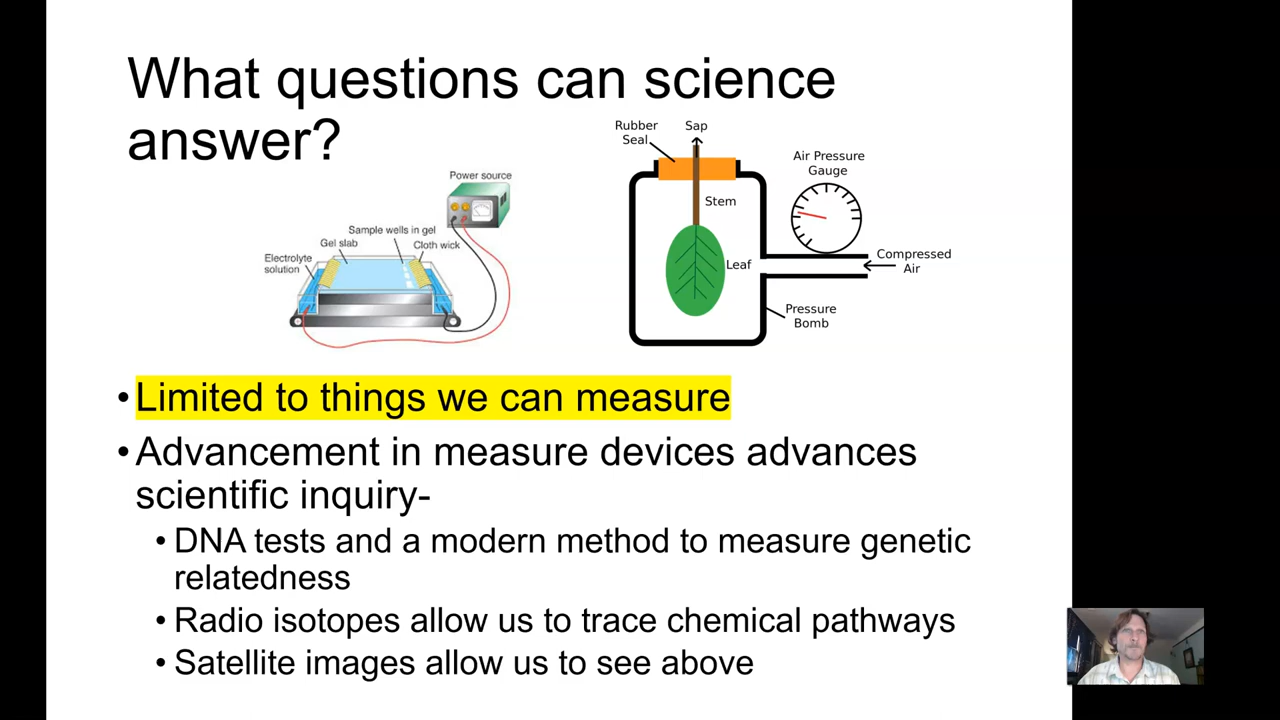 What questions can science
answer?
Power source
Sample wells in gel
Gel slab
Cloth wick
Electrolyte
solution
Rubber
Seal
Sap
Air Pressure
Gauge
Stem
Leaf
Compressed
Air
Pressure
Bomb
•Limited to things we can measure
•Advancement in measure devices advances
scientific inquiry-
•DNA tests and a modern method to measure genetic
relatedness
•Radio isotopes allow us to trace chemical pathways
•Satellite images allow us to see above